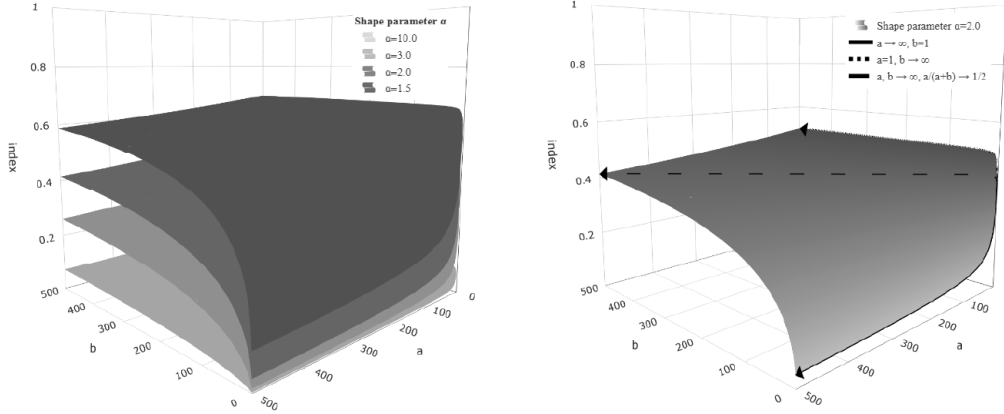 1
0.8
0.6
0.4
0.2
index
500
400
300
200
100
0
b
500
400
300
200
100
0
a
Shape parameter α
α=10.0
α=3.0
α=2.0
α=1.5
1
0.8
0.6
0.4
0.2
index
500
400
300
200
100
0
b
500
400
300
200
100
a
Shape parameter α=2.0
a → ∞, b=1
a=1, b → ∞
a, b → ∞, a/(a+b) → 1/2